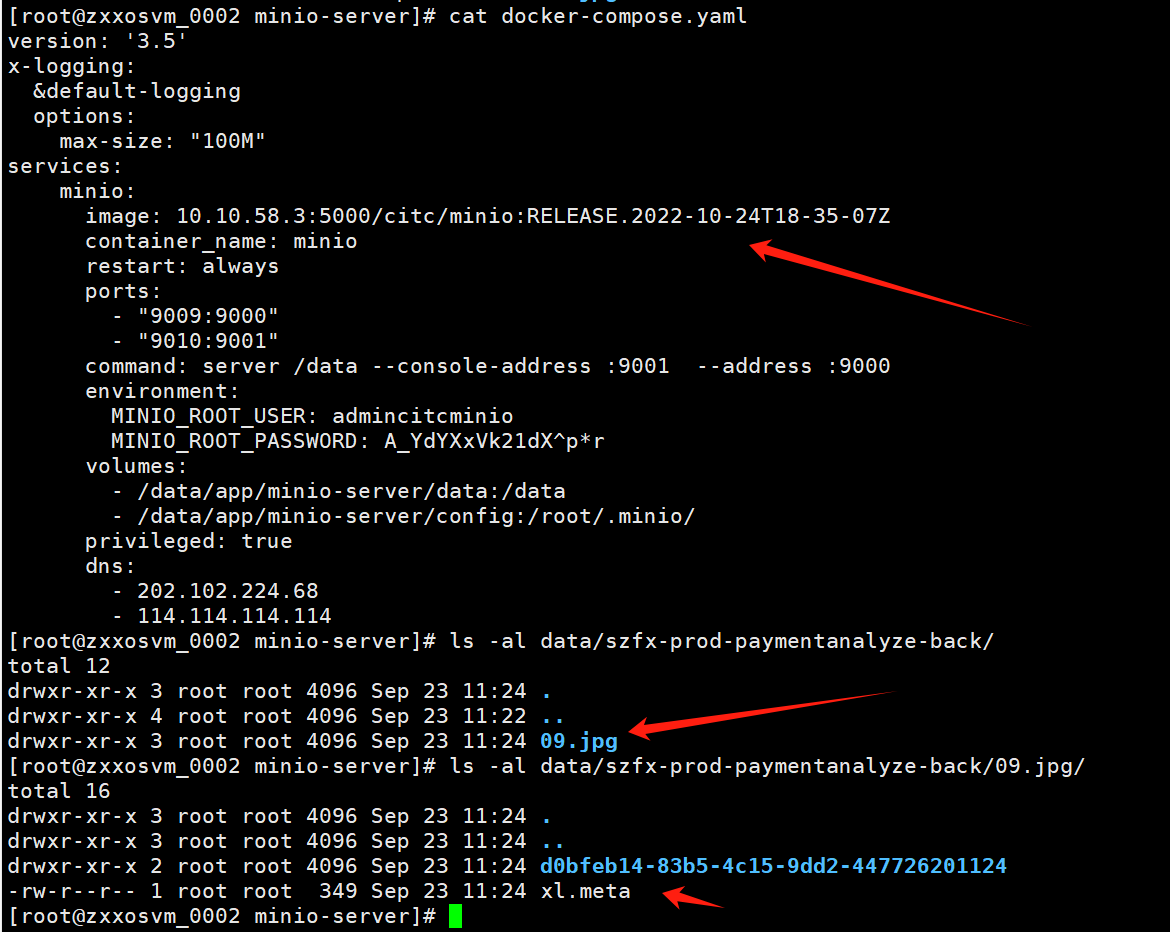 [root@zxxosvm_0002 minio-server]# cat docker-compose.yaml
version: '3.5'
x-logging:
  &default-logging
  options:
    max-size: "100M"
services:
    minio:
      image: 10.10.58.3:5000/citc/minio:RELEASE.2022-10-24T18-35-07Z
      container_name: minio
      restart: always
      ports:
        - "9009:9000"
        - "9010:9001"
      command: server /data --console-address :9001  --address :9000
      environment:
        MINIO_ROOT_USER: admincitcminio
        MINIO_ROOT_PASSWORD: A_YdYXxVk21dX^p*r
      volumes:
        - /data/app/minio-server/data:/data
        - /data/app/minio-server/config:/root/.minio/
      privileged: true
      dns:
        - 202.102.224.68
        - 114.114.114.114
[root@zxxosvm_0002 minio-server]# ls -al data/szfx-prod-paymentanalyze-back/
total 12
drwxr-xr-x 3 root root 4096 Sep 23 11:24 .
drwxr-xr-x 4 root root 4096 Sep 23 11:22 ..
drwxr-xr-x 3 root root 4096 Sep 23 11:24 09.jpg
[root@zxxosvm_0002 minio-server]# ls -al data/szfx-prod-paymentanalyze-back/09.jpg/
total 16
drwxr-xr-x 3 root root 4096 Sep 23 11:24 .
drwxr-xr-x 3 root root 4096 Sep 23 11:24 ..
drwxr-xr-x 2 root root 4096 Sep 23 11:24 d0bfeb14-83b5-4c15-9dd2-447726201124
-rw-r--r-- 1 root root  349 Sep 23 11:24 xl.meta
[root@zxxosvm_0002 minio-server]#